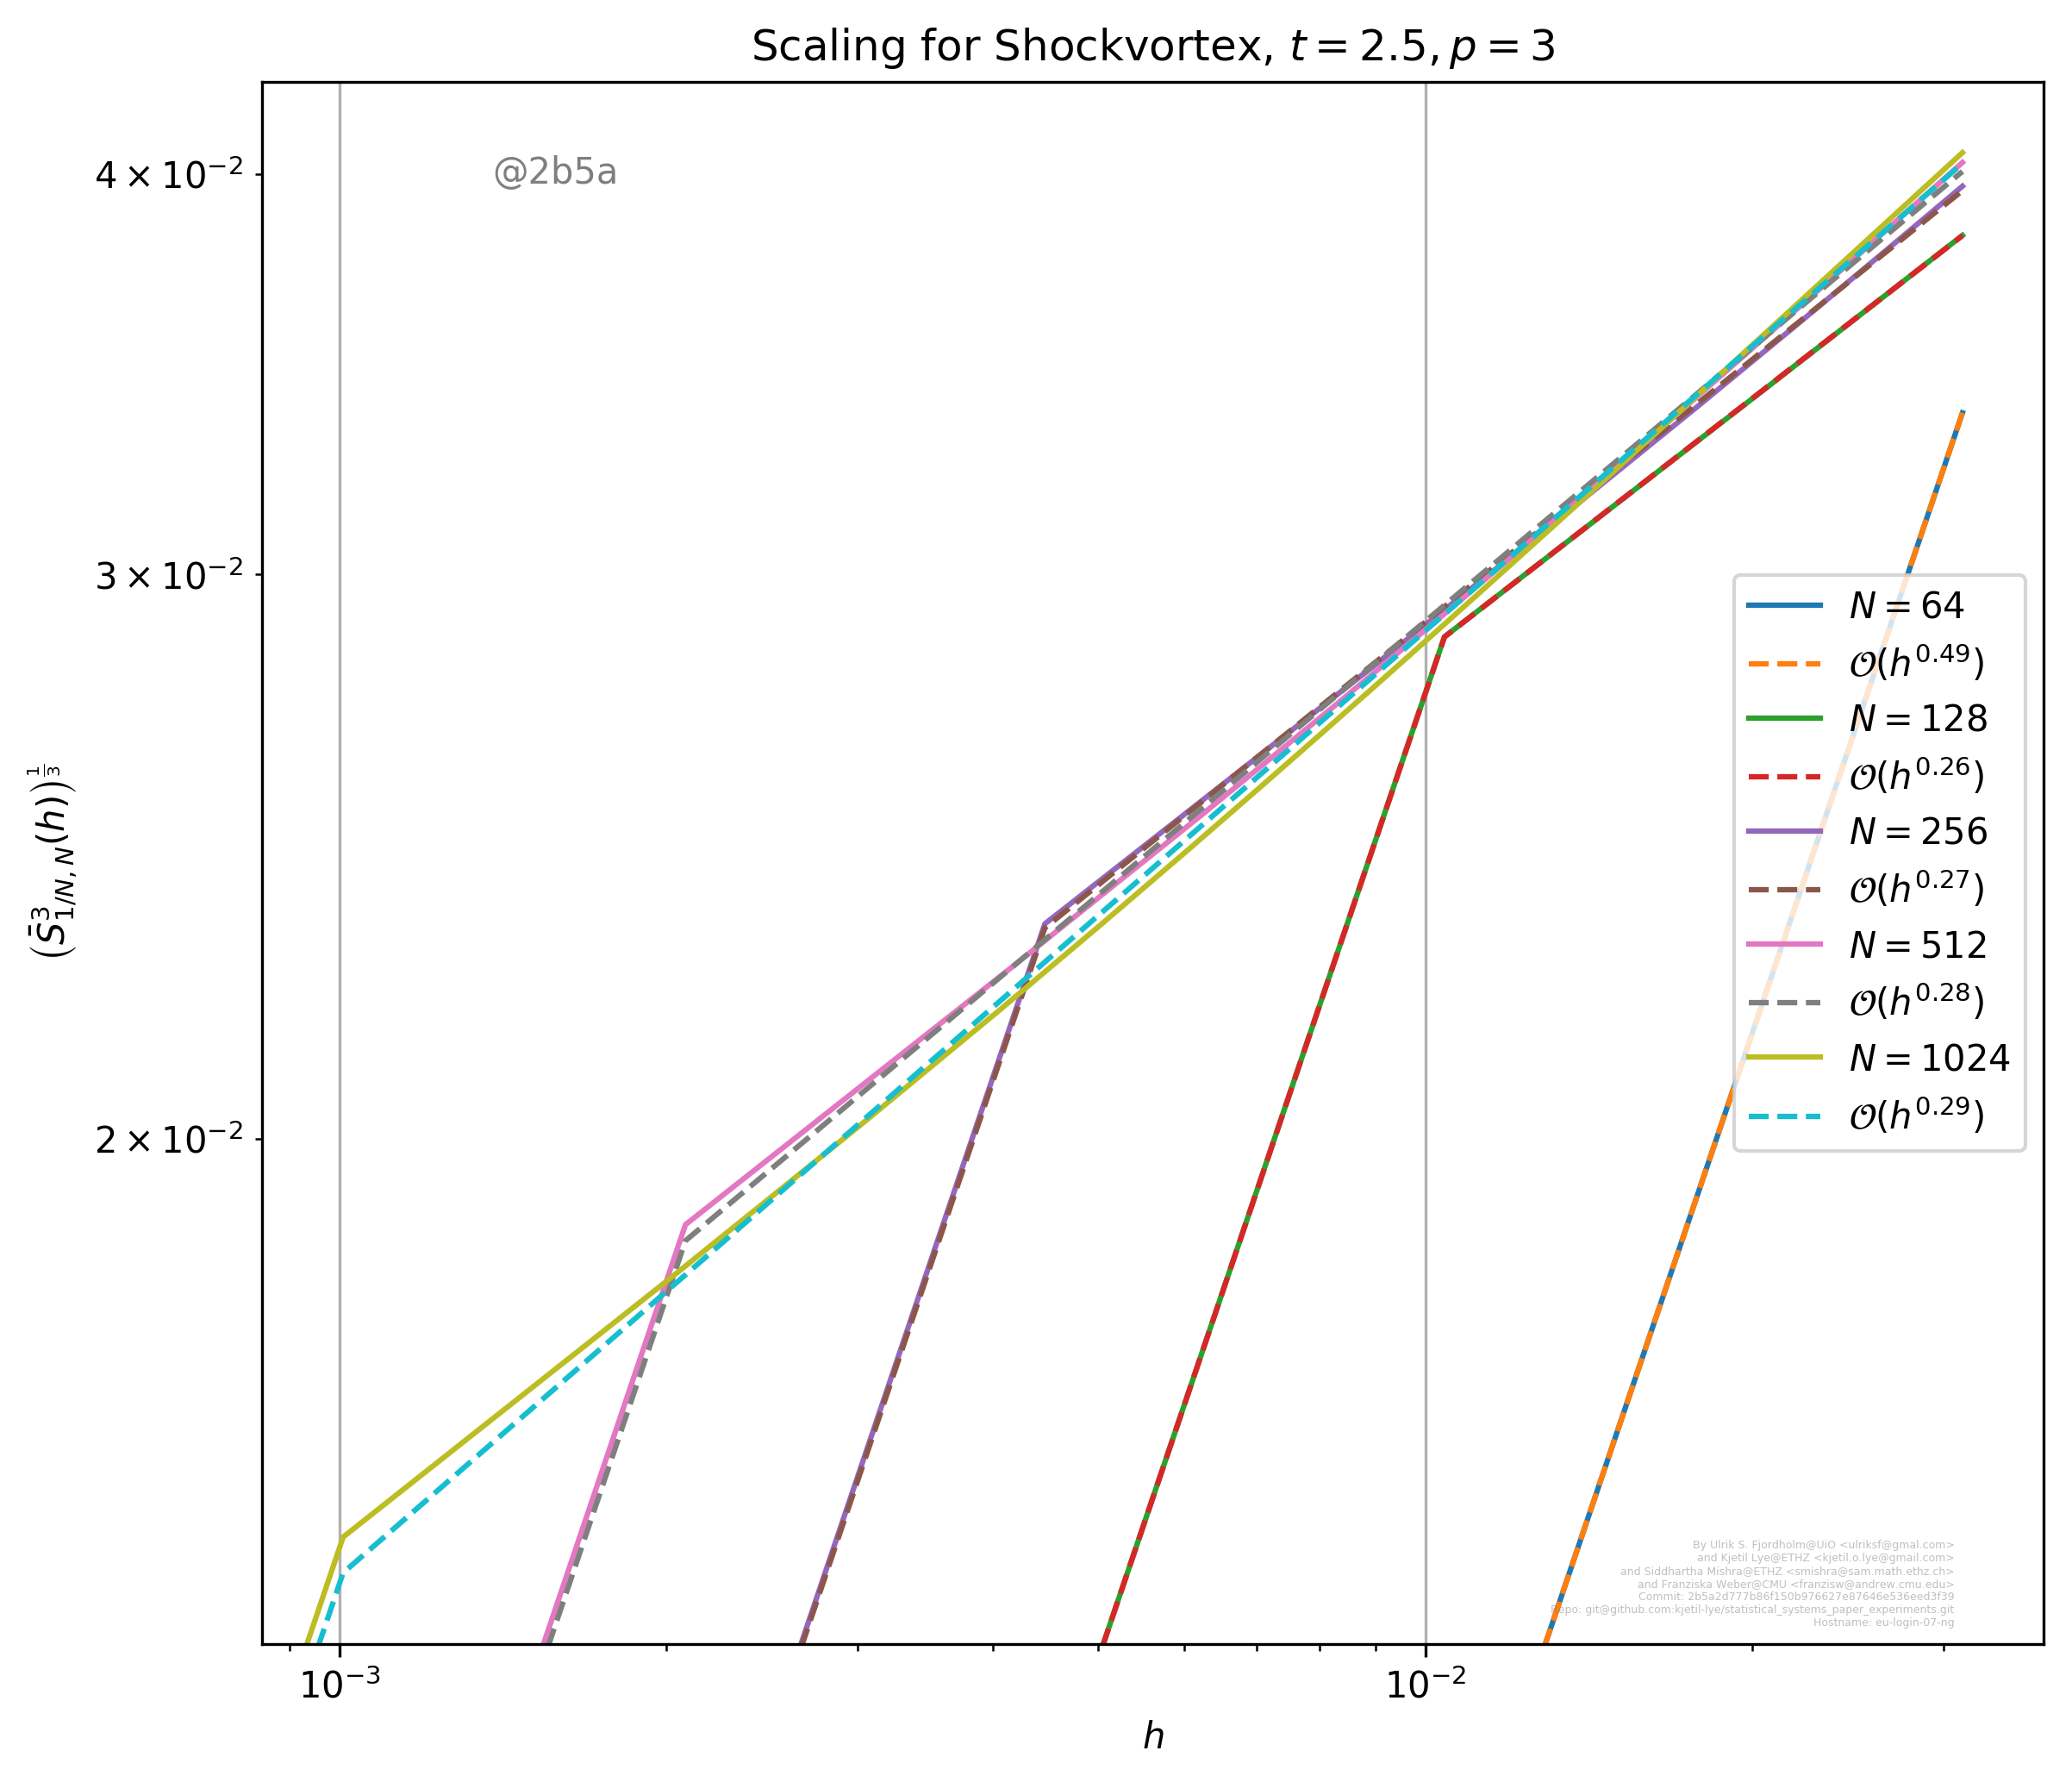 Scaling for Shockvortex, t = 2.5, p = 3
@2b5a
4 × 10⁻²
3 × 10⁻²
2 × 10⁻²
(S̄³₁/N, N(h))^(1/3)
N = 64
𝒪(h^0.49)
N = 128
𝒪(h^0.26)
N = 256
𝒪(h^0.27)
N = 512
𝒪(h^0.28)
N = 1024
𝒪(h^0.29)
By Ulrik S. Fjordholm@UiO <ulriksf@gmal.com>
and Kjetil Lye@ETHZ <kjetil.o.lye@gmail.com>
and Siddhartha Mishra@ETHZ <smishra@sam.math.ethz.ch>
and Franziska Weber@CMU <franzisw@andrew.cmu.edu>
Commit: 2b5a2d777b86f150b976627e87646e536eed3f39
Repo: git@github.com:kjetil-lye/statistical_systems_paper_experiments.git
Hostname: eu-login-07-ng
10⁻³
10⁻²
h